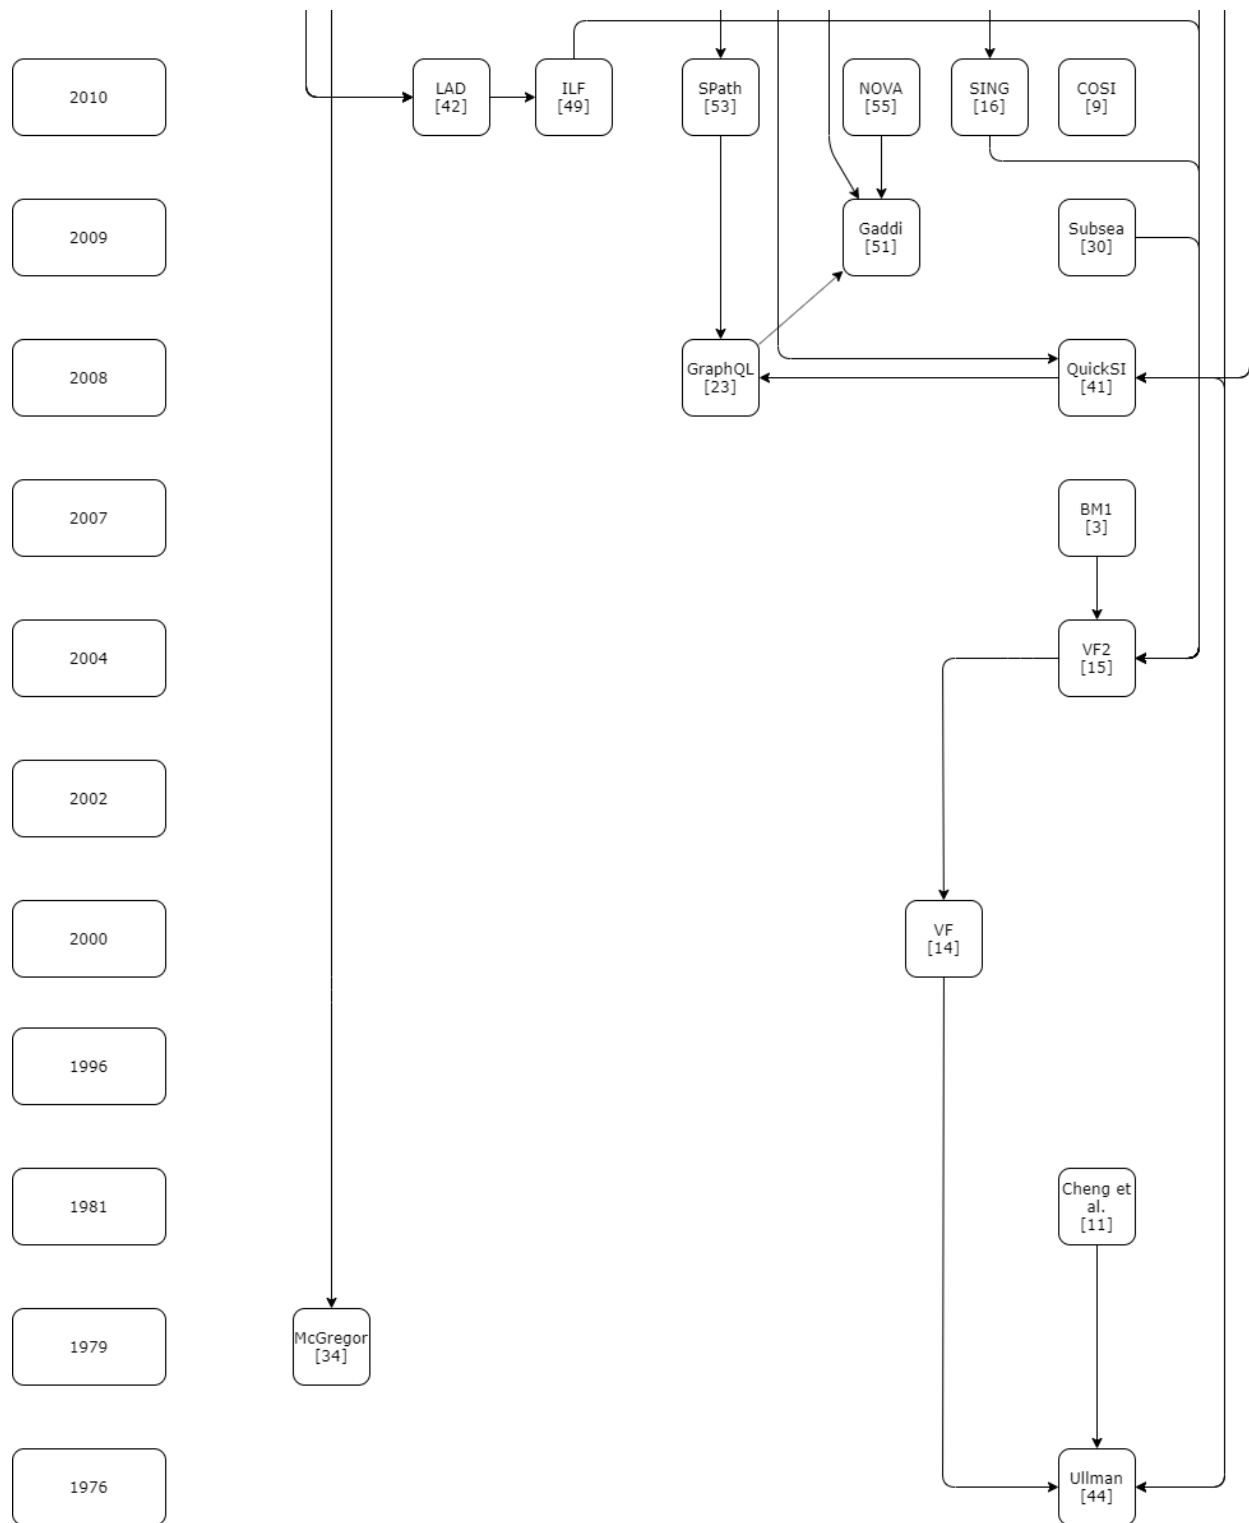 2010
LAD
[42]
ILF
[49]
SPath
[53]
NOVA
[55]
SING
[16]
COSI
[9]
2009
Gaddi
[51]
Subsea
[30]
2008
GraphQL
[23]
QuickSI
[41]
2007
BM1
[3]
2004
VF2
[15]
2002
2000
VF
[14]
1996
1981
Cheng et
al.
[11]
1979
McGregor
[34]
1976
Ullman
[44]